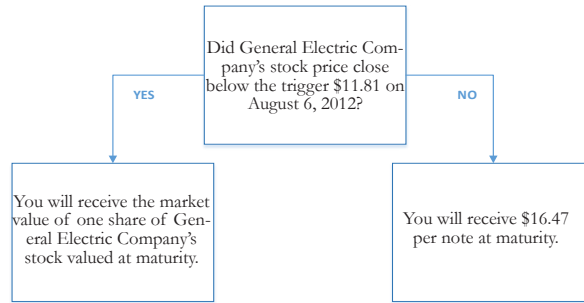 Did General Electric Com-
pany's stock price close
below the trigger $11.81 on
August 6, 2012?
YES
NO
You will receive the market
value of one share of Gen-
eral Electric Company's
stock valued at maturity.
You will receive $16.47
per note at maturity.